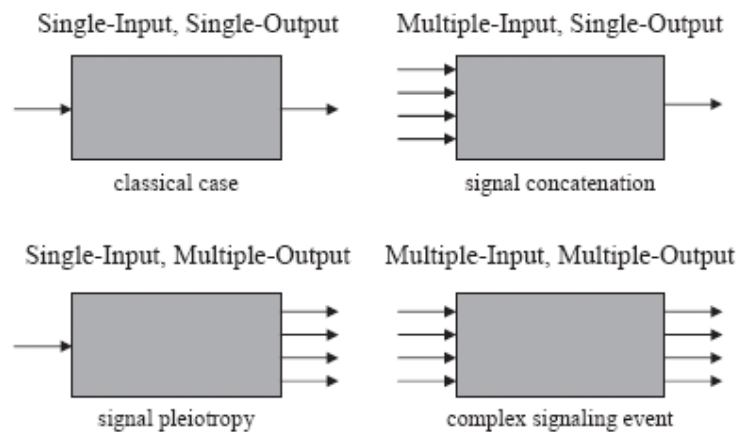 Single-Input, Single-Output
Multiple-Input, Single-Output
classical case
signal concatenation
Single-Input, Multiple-Output
Multiple-Input, Multiple-Output
signal pleiotropy
complex signaling event